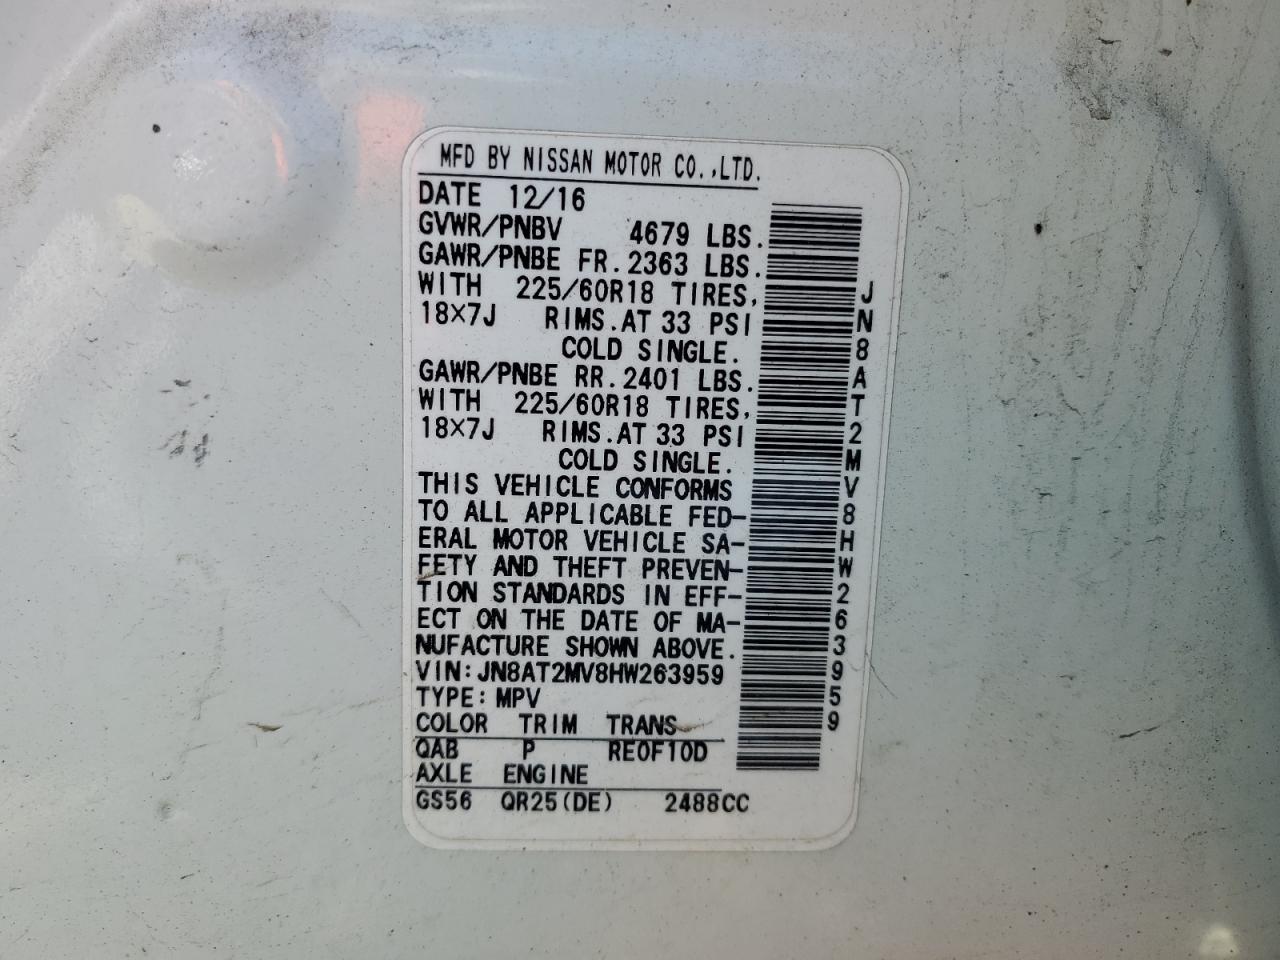 MFD BY NISSAN MOTOR CO.,LTD.
DATE 12/16
GVWR/PNBV 4679 LBS.
GAWR/PNBE FR.2363 LBS.
WITH 225/60R18 TIRES,
18×7J RIMS.AT 33 PSI
COLD SINGLE.
GAWR/PNBE RR.2401 LBS.
WITH 225/60R18 TIRES,
18×7J RIMS.AT 33 PSI
COLD SINGLE.
THIS VEHICLE CONFORMS
TO ALL APPLICABLE FED-
ERAL MOTOR VEHICLE SA-
FETY AND THEFT PREVEN-
TION STANDARDS IN EFF-
ECT ON THE DATE OF MA-
NUFACTURE SHOWN ABOVE.
VIN:JN8AT2MV8HW263959
TYPE:MPV
COLOR TRIM TRANS
QAB P RE0F10D
AXLE ENGINE
GS56 QR25(DE) 2488CC
JN8AT2MV8HW263959